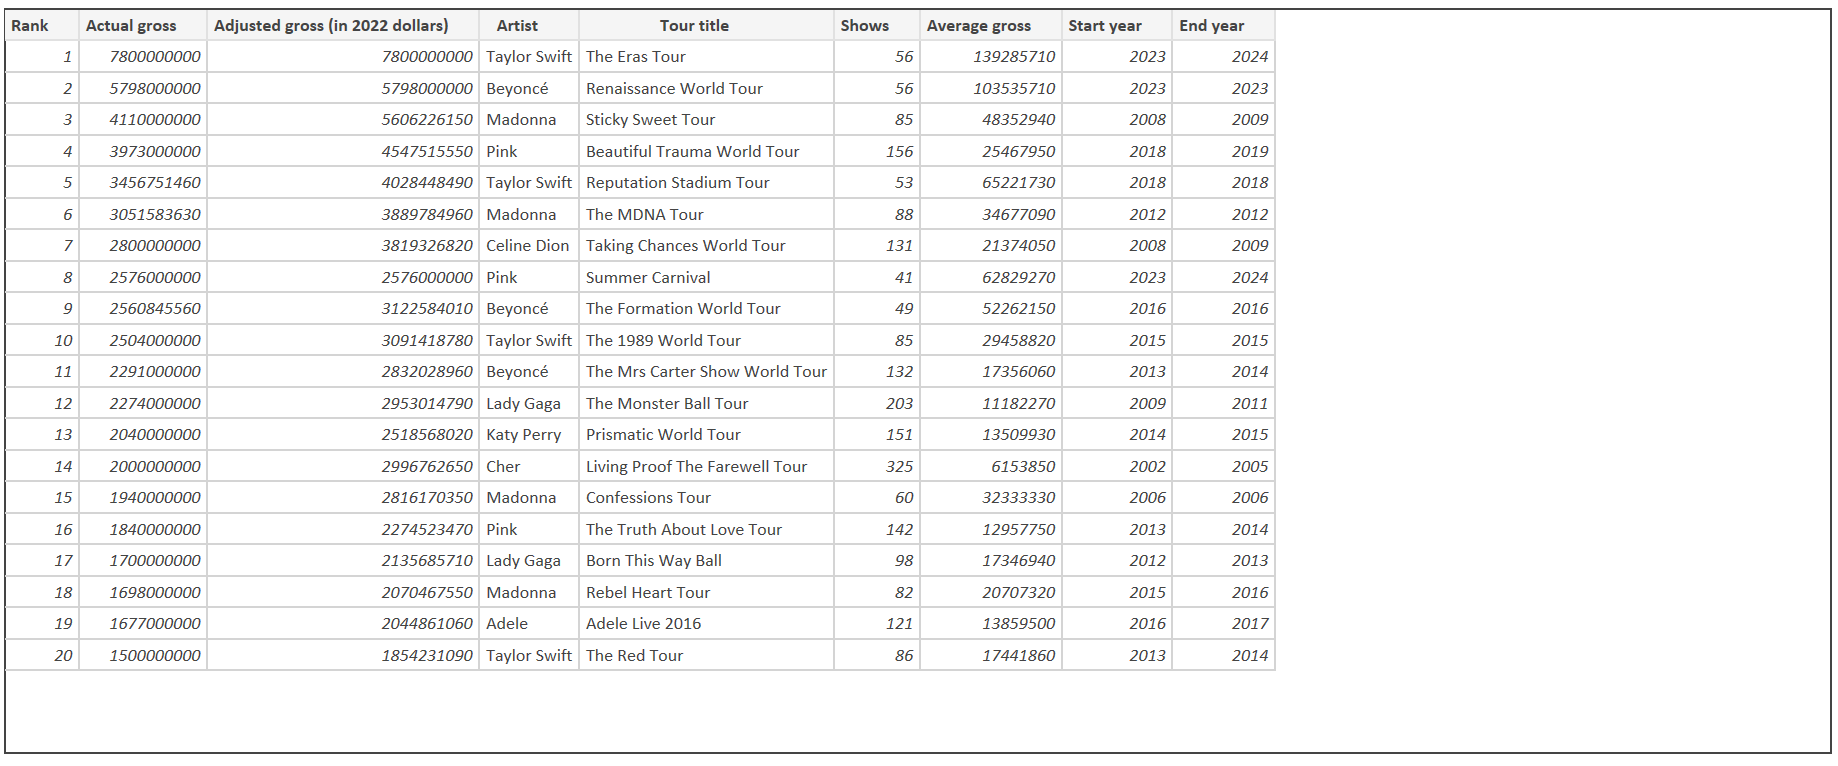 Rank Actual gross Adjusted gross (in 2022 dollars) Artist Tour title Shows Average gross Start year End year
1 7800000000 7800000000 Taylor Swift The Eras Tour 56 139285710 2023 2024
2 5798000000 5798000000 Beyoncé Renaissance World Tour 56 103535710 2023 2023
3 4110000000 5606226150 Madonna Sticky Sweet Tour 85 48352940 2008 2009
4 3973000000 4547515550 Pink Beautiful Trauma World Tour 156 25467950 2018 2019
5 3456751460 4028448490 Taylor Swift Reputation Stadium Tour 53 65221730 2018 2018
6 3051583630 3889784960 Madonna The MDNA Tour 88 34677090 2012 2012
7 2800000000 3819326820 Celine Dion Taking Chances World Tour 131 21374050 2008 2009
8 2576000000 2576000000 Pink Summer Carnival 41 62829270 2023 2024
9 2560845560 3122584010 Beyoncé The Formation World Tour 49 52262150 2016 2016
10 2504000000 3091418780 Taylor Swift The 1989 World Tour 85 29458820 2015 2015
11 2291000000 2832028960 Beyoncé The Mrs Carter Show World Tour 132 17356060 2013 2014
12 2274000000 2953014790 Lady Gaga The Monster Ball Tour 203 11182270 2009 2011
13 2040000000 2518568020 Katy Perry Prismatic World Tour 151 13509930 2014 2015
14 2000000000 2996762650 Cher Living Proof The Farewell Tour 325 6153850 2002 2005
15 1940000000 2816170350 Madonna Confessions Tour 60 32333330 2006 2006
16 1840000000 2274523470 Pink The Truth About Love Tour 142 12957750 2013 2014
17 1700000000 2135685710 Lady Gaga Born This Way Ball 98 17346940 2012 2013
18 1698000000 2070467550 Madonna Rebel Heart Tour 82 20707320 2015 2016
19 1677000000 2044861060 Adele Adele Live 2016 121 13859500 2016 2017
20 1500000000 1854231090 Taylor Swift The Red Tour 86 17441860 2013 2014